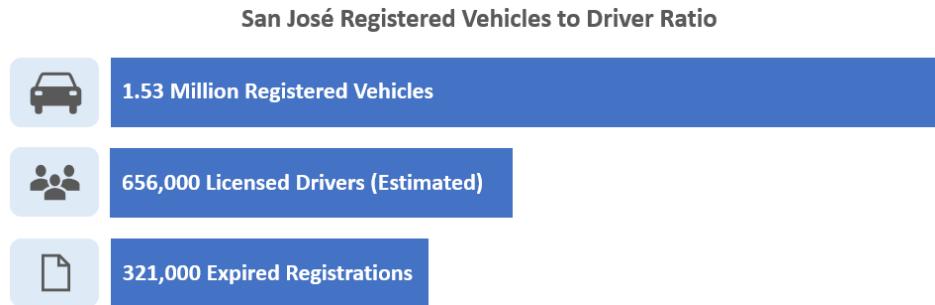 San José Registered Vehicles to Driver Ratio
1.53 Million Registered Vehicles
656,000 Licensed Drivers (Estimated)
321,000 Expired Registrations